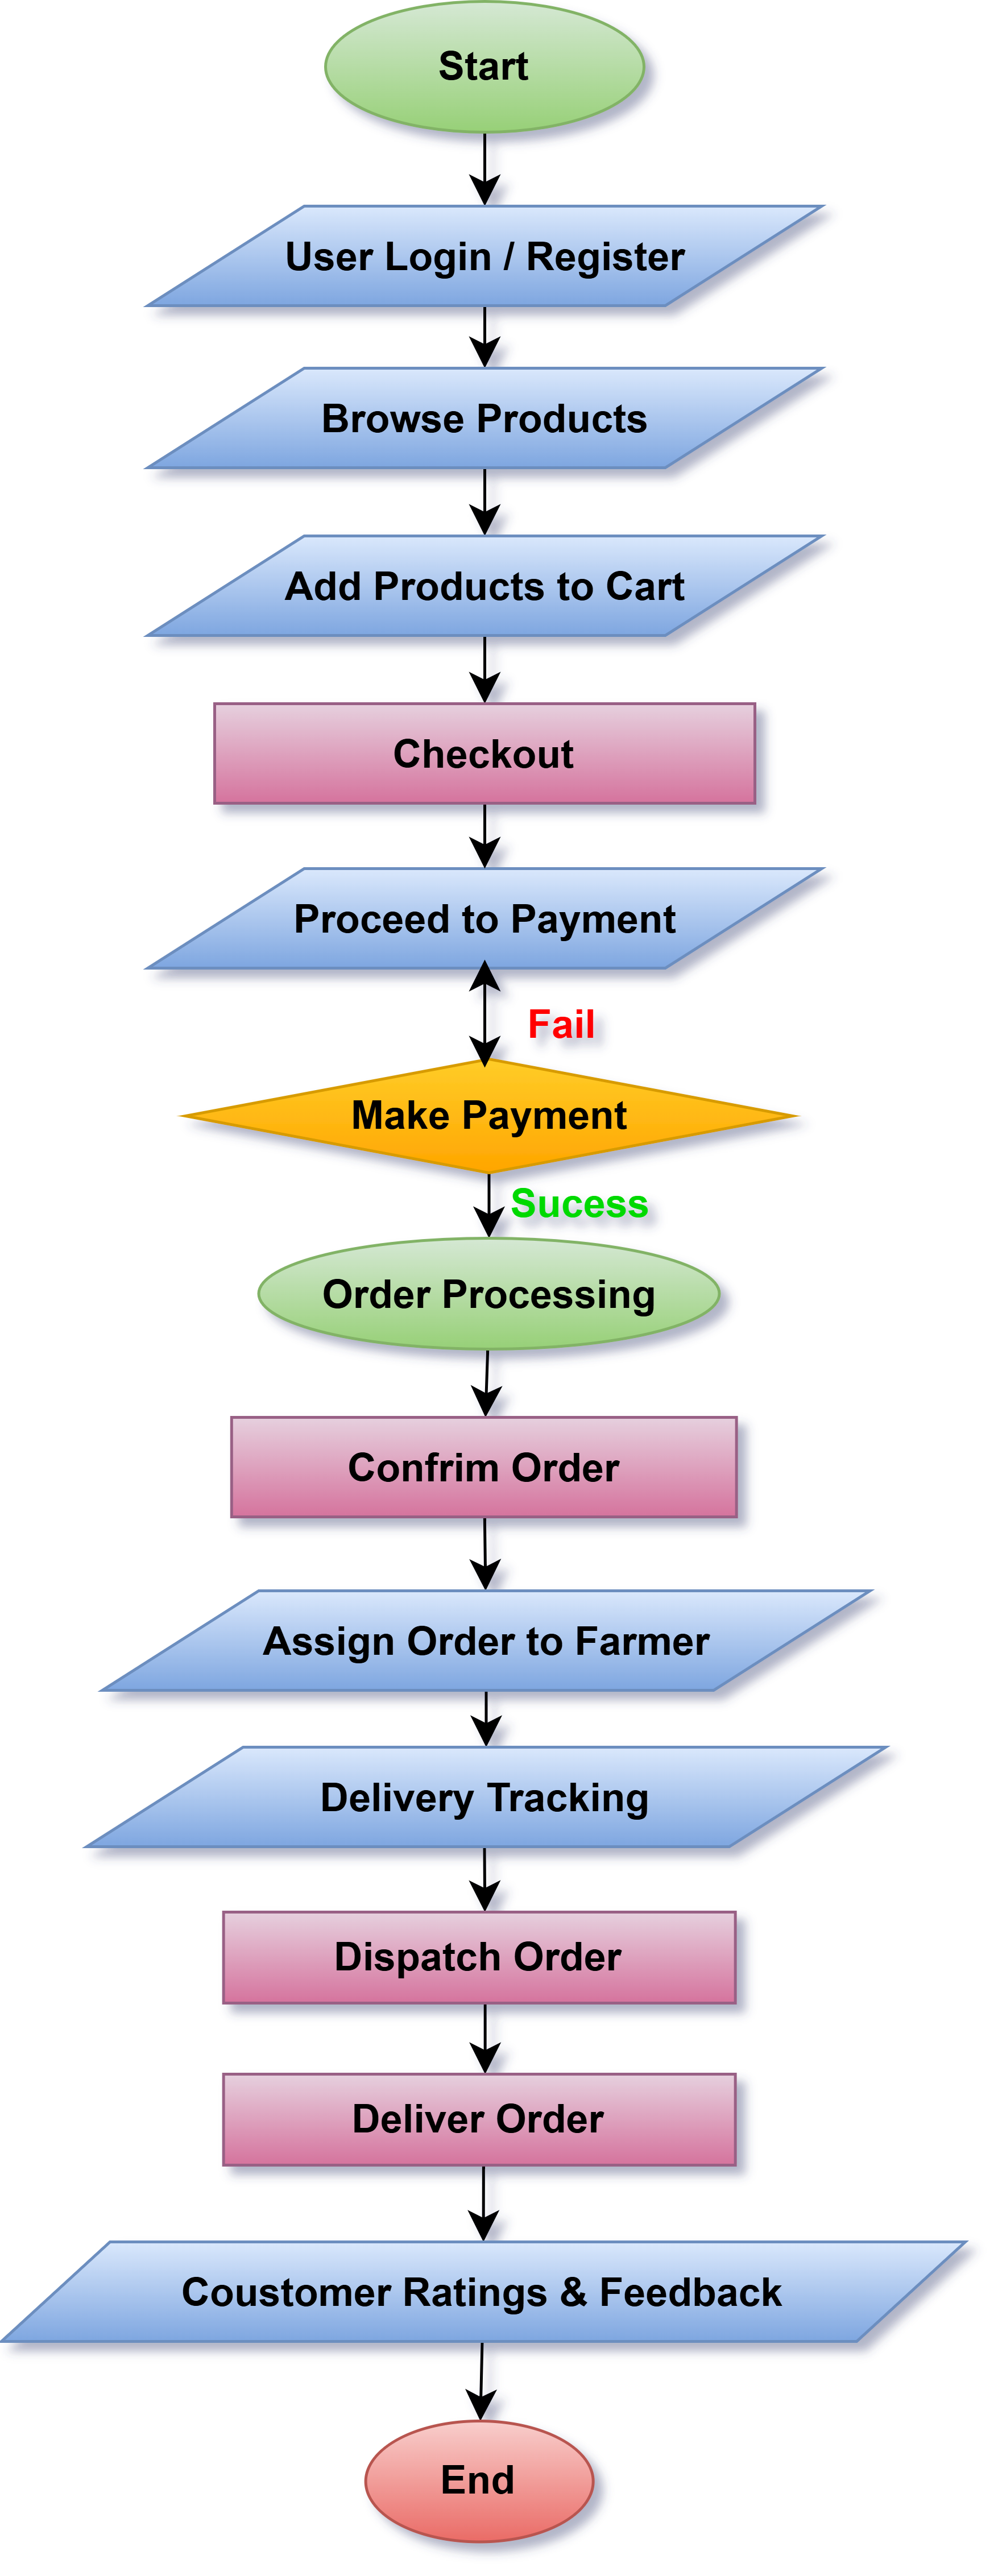 Start
User Login / Register
Browse Products
Add Products to Cart
Checkout
Proceed to Payment
Fail
Make Payment
Sucess
Order Processing
Confrim Order
Assign Order to Farmer
Delivery Tracking
Dispatch Order
Deliver Order
Coustomer Ratings & Feedback
End